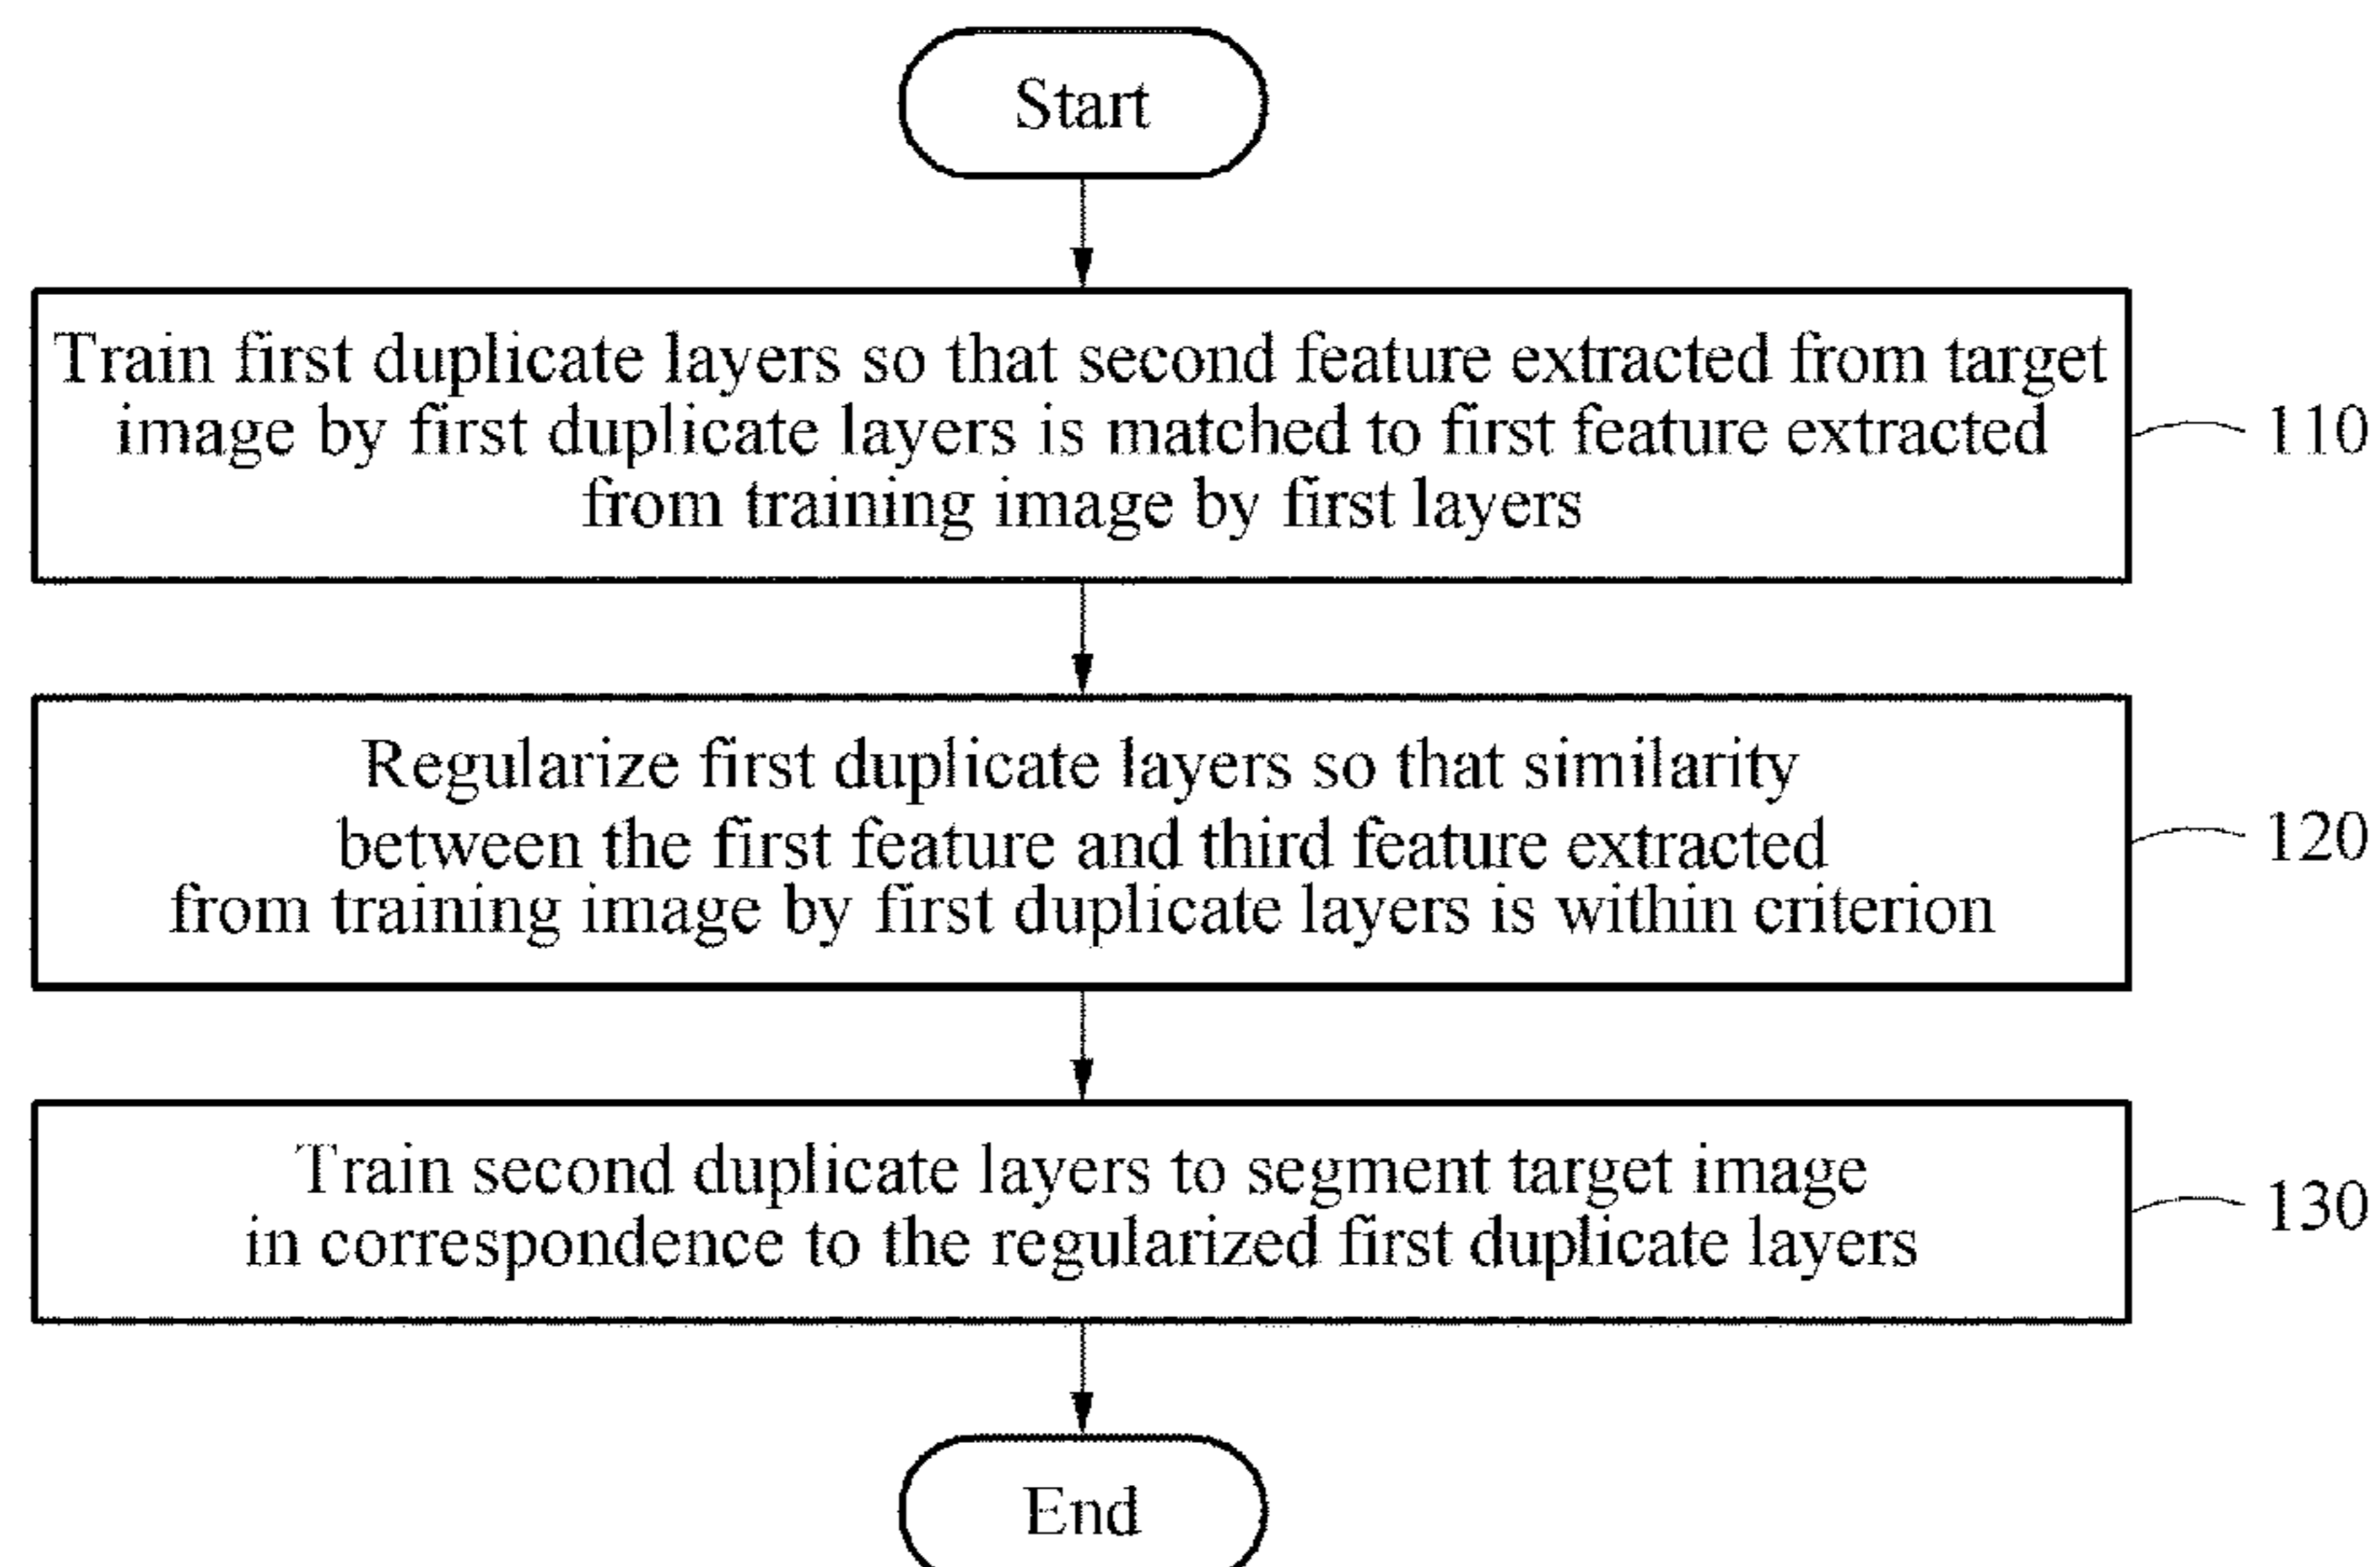 Start
Train first duplicate layers so that second feature extracted from target
image by first duplicate layers is matched to first feature extracted
from training image by first layers
110
Regularize first duplicate layers so that similarity
between the first feature and third feature extracted
from training image by first duplicate layers is within criterion
120
Train second duplicate layers to segment target image
in correspondence to the regularized first duplicate layers
130
End